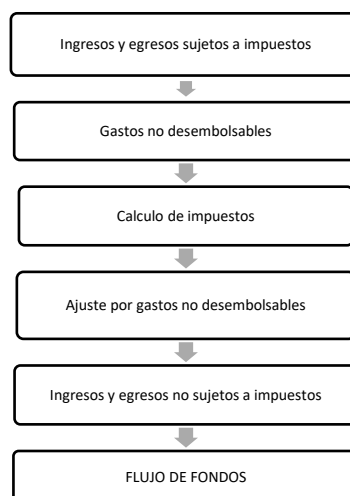 Ingresos y egresos sujetos a impuestos
Gastos no desembolsables
Calculo de impuestos
Ajuste por gastos no desembolsables
Ingresos y egresos no sujetos a impuestos
FLUJO DE FONDOS